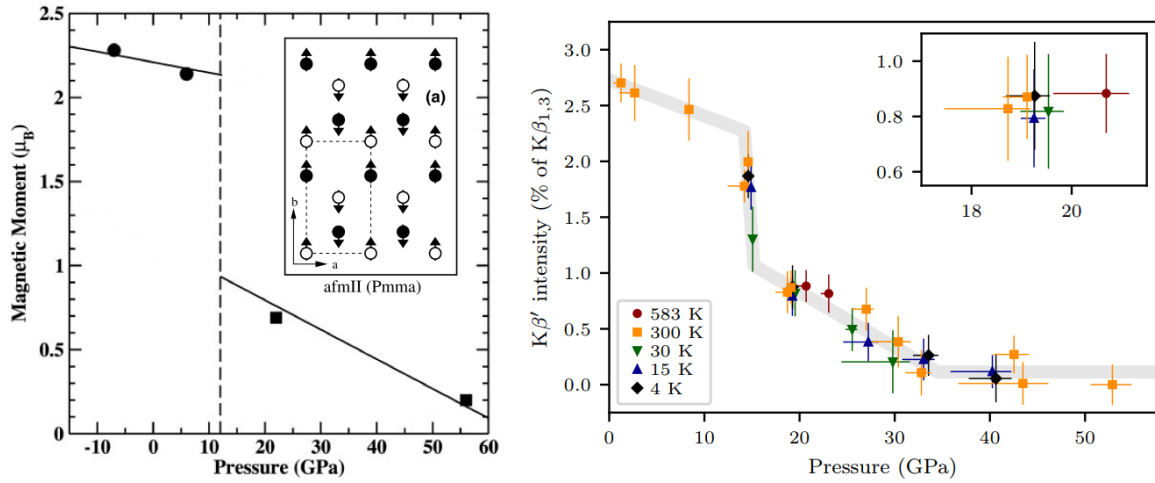 2.5
2
1.5
1
0.5
0
-10 0 10 20 30 40 50 60
Magnetic Moment (μB)
Pressure (GPa)
(a)
b
a
afmII (Pmma)
3.0
2.5
2.0
1.5
1.0
0.5
0.0
0 10 20 30 40 50
Kβ′ intensity (% of Kβ1,3)
Pressure (GPa)
583 K
300 K
30 K
15 K
4 K
1.0
0.8
0.6
18 20